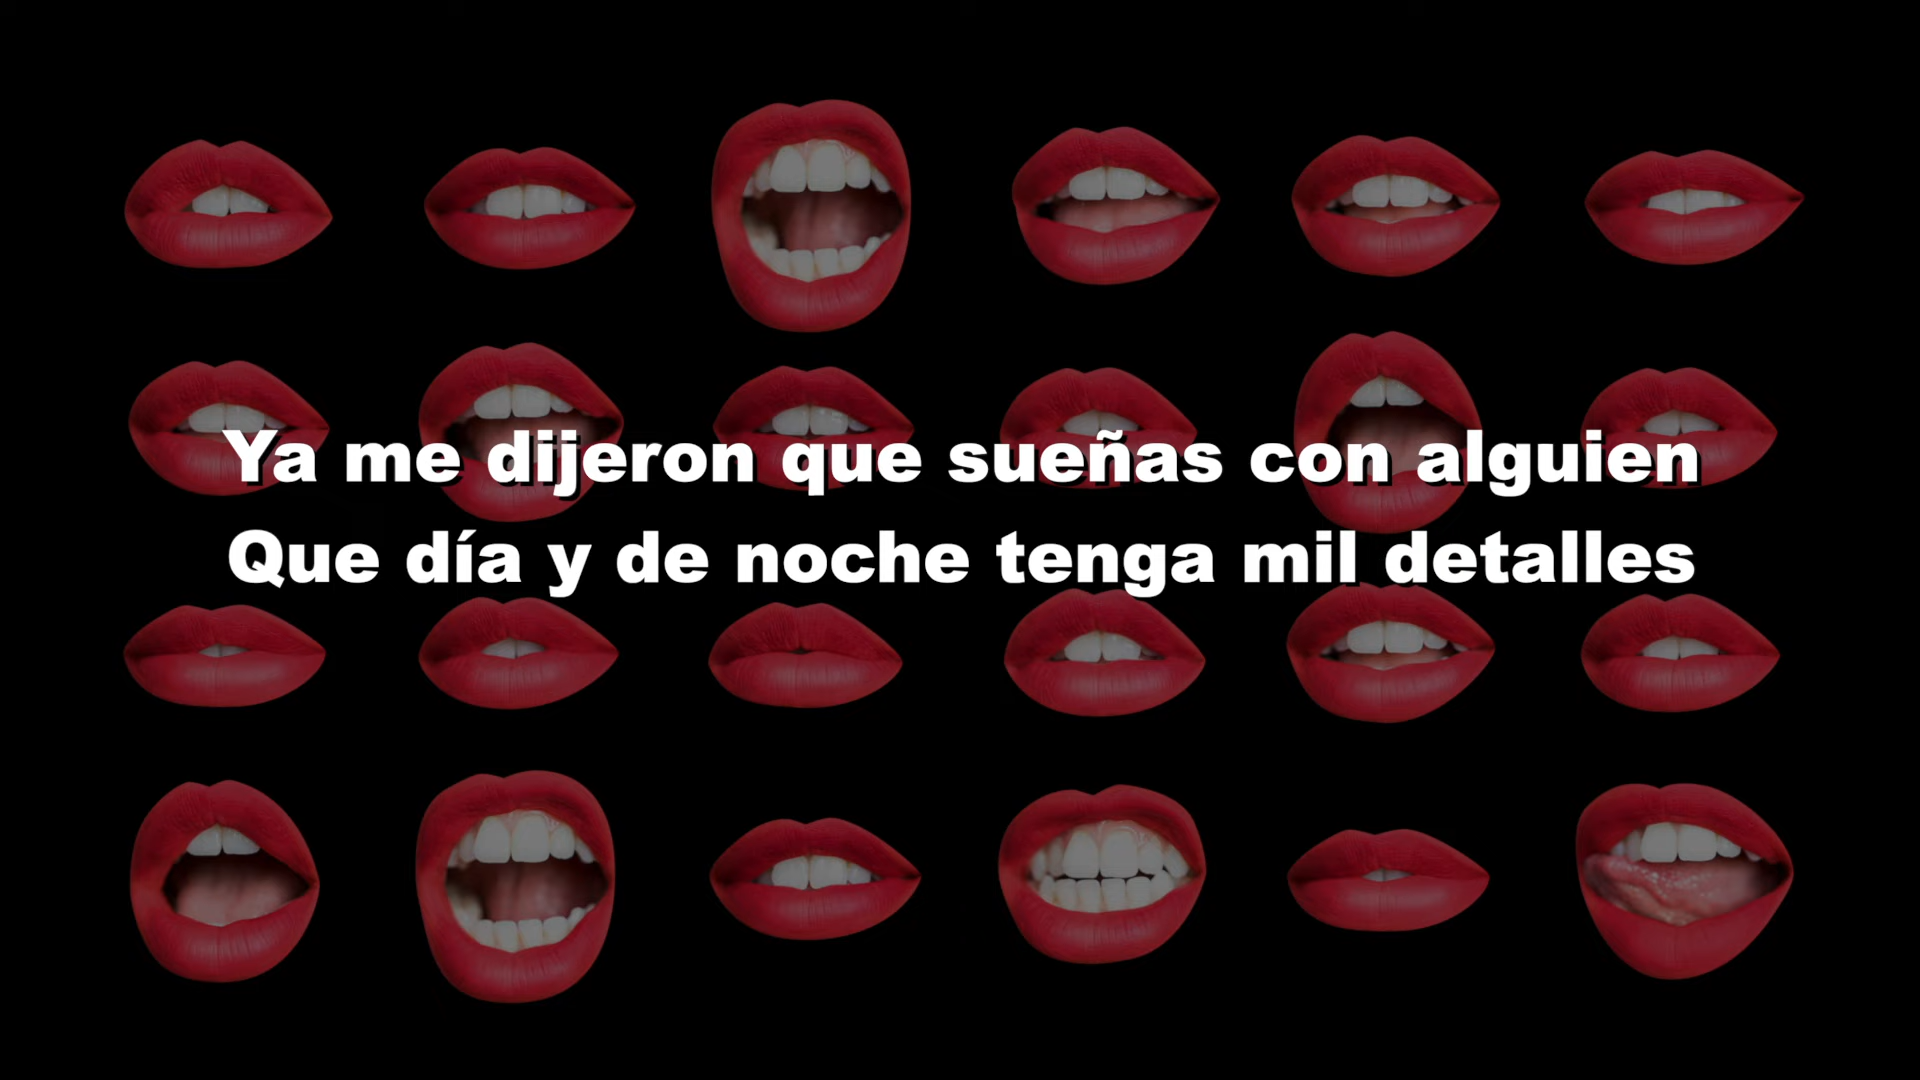 Ya me dijeron que sueñas con alguien
Que día y de noche tenga mil detalles